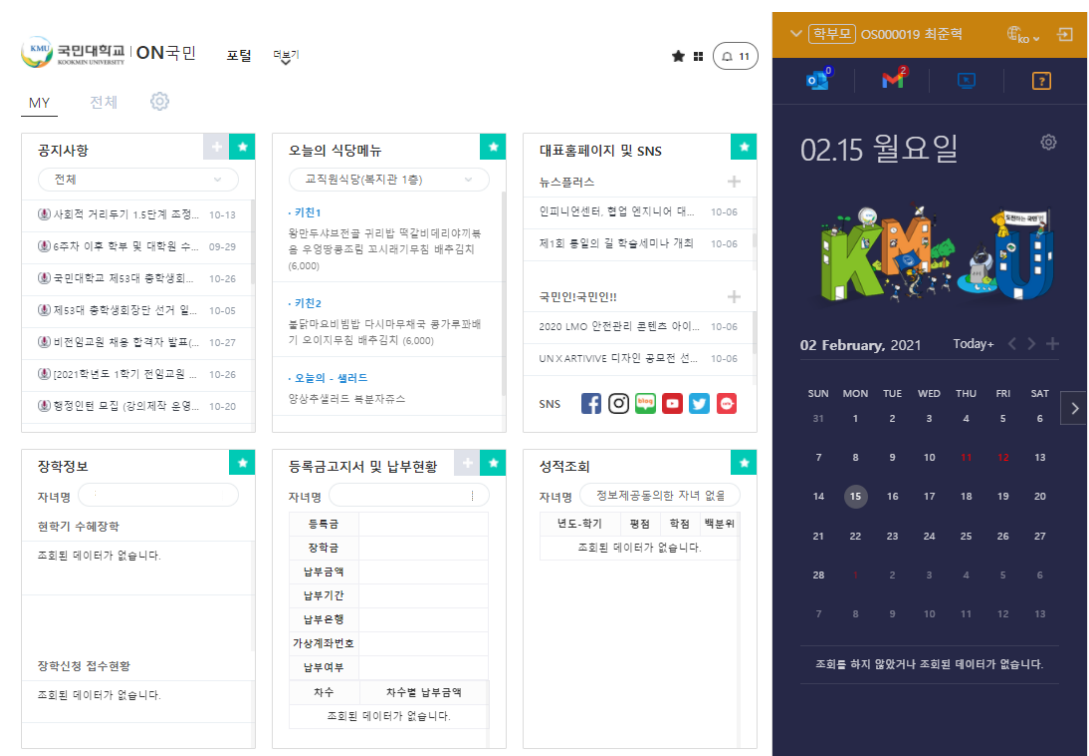 KMU 국민대학교 ON국민
KOOKMIN UNIVERSITY
포털
더보기
11
MY 전체
공지사항
전체
사회적 거리두기 1.5단계 조정... 10-13
6주차 이후 학부 및 대학원 수... 09-29
국민대학교 제53대 총학생회... 10-26
제53대 총학생회장단 선거 일... 10-05
비전임교원 채용 합격자 발표(... 10-27
[2021학년도 1학기 전임교원 ... 10-26
행정인턴 모집 (강의제작 운영... 10-20
오늘의 식당메뉴
교직원식당(복지관 1층)
· 키친1
왕만두샤브전골 귀리밥 떡갈비데리야끼볶
음 우엉땅콩조림 꼬시래기무침 배추김치
(6,000)
· 키친2
불닭마요비빔밥 다시마무채국 콩가루꽈배
기 오이지무침 배추김치 (6,000)
· 오늘의 - 샐러드
양상추샐러드 복분자쥬스
대표홈페이지 및 SNS
뉴스플러스
인피니언센터, 협업 엔지니어 대... 10-06
제1회 통일의 길 학술세미나 개최 10-06
국민인!국민인!!
2020 LMO 안전관리 콘텐츠 아이... 10-06
UN.X.ARTIVIVE 디자인 공모전 선... 10-06
SNS
blog
장학정보
자녀명
현학기 수혜장학
조회된 데이터가 없습니다.
장학신청 접수현황
조회된 데이터가 없습니다.
등록금고지서 및 납부현황
자녀명
등록금
장학금
납부금액
납부기간
납부은행
가상계좌번호
납부여부
차수 차수별 납부금액
조회된 데이터가 없습니다.
성적조회
자녀명 정보제공동의한 자녀 없음
년도-학기 평점 학점 백분위
조회된 데이터가 없습니다.
학부모 OS000019 최준혁
KO
0
2
?
02.15 월요일
KMU
02 February, 2021 Today+
SUN MON TUE WED THU FRI SAT
31 1 2 3 4 5 6
7 8 9 10 11 12 13
14 15 16 17 18 19 20
21 22 23 24 25 26 27
28 1 2 3 4 5 6
7 8 9 10 11 12 13
조회를 하지 않았거나 조회된 데이터가 없습니다.